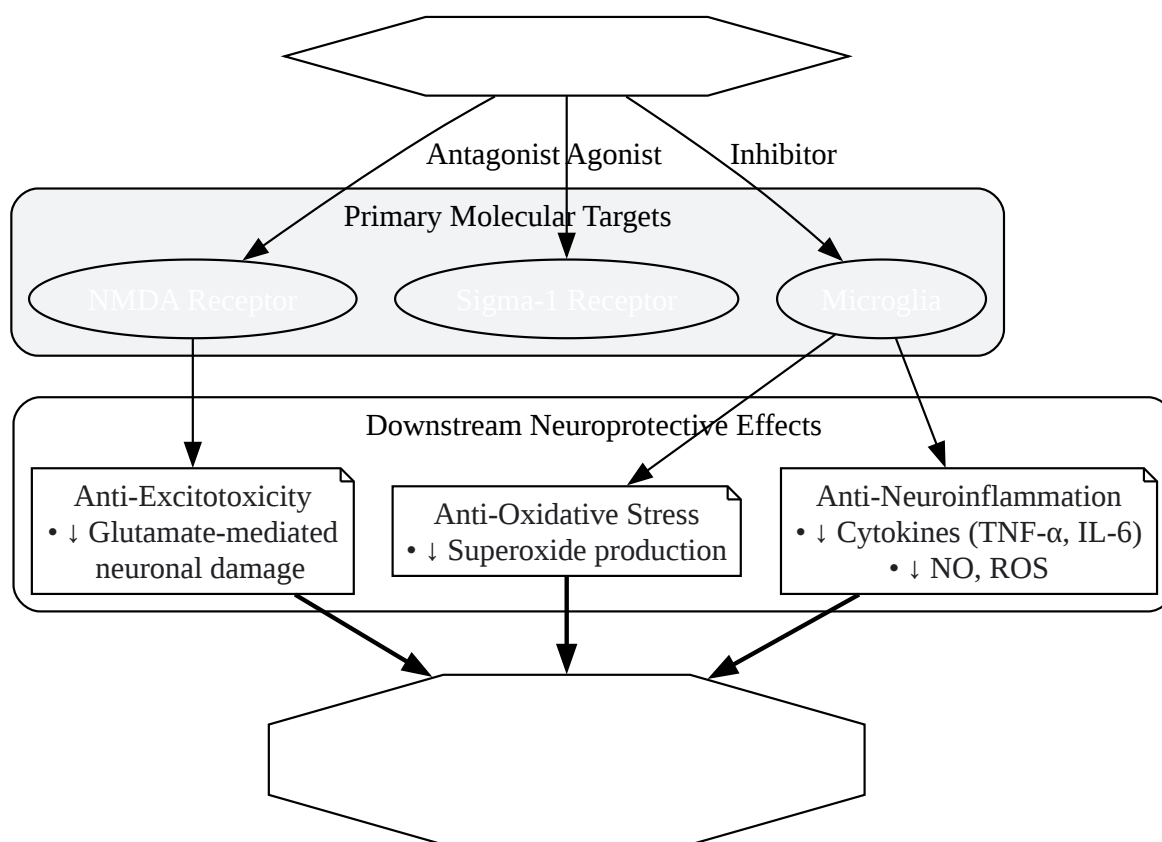 Antagonist
Agonist
Inhibitor
Primary Molecular Targets
NMDA Receptor
Sigma-1 Receptor
Microglia
Downstream Neuroprotective Effects
Anti-Excitotoxicity
• ↓ Glutamate-mediated
neuronal damage
Anti-Oxidative Stress
• ↓ Superoxide production
Anti-Neuroinflammation
• ↓ Cytokines (TNF-α, IL-6)
• ↓ NO, ROS